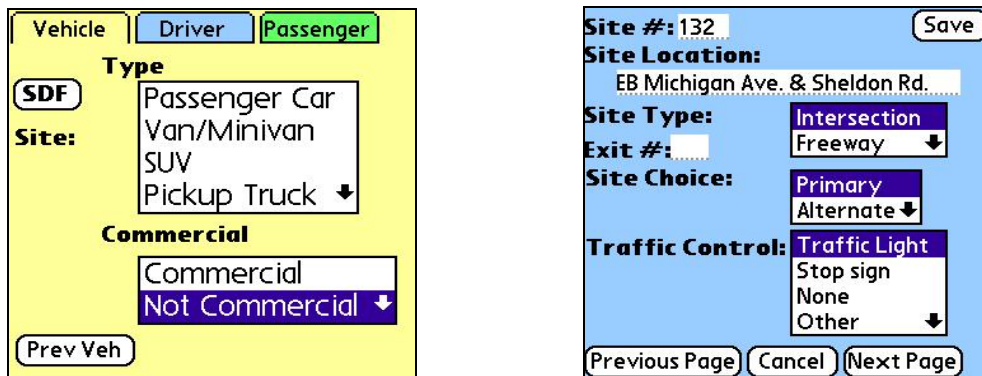 Vehicle Driver Passenger
Type
SDF
Passenger Car
Van/Minivan
Site:
SUV
Pickup Truck
Commercial
Commercial
Not Commercial
Prev Veh
Site #: 132 Save
Site Location:
EB Michigan Ave. & Sheldon Rd.
Site Type: Intersection
Exit #: Freeway
Site Choice: Primary
Alternate
Traffic Control: Traffic Light
Stop sign
None
Other
Previous Page Cancel Next Page